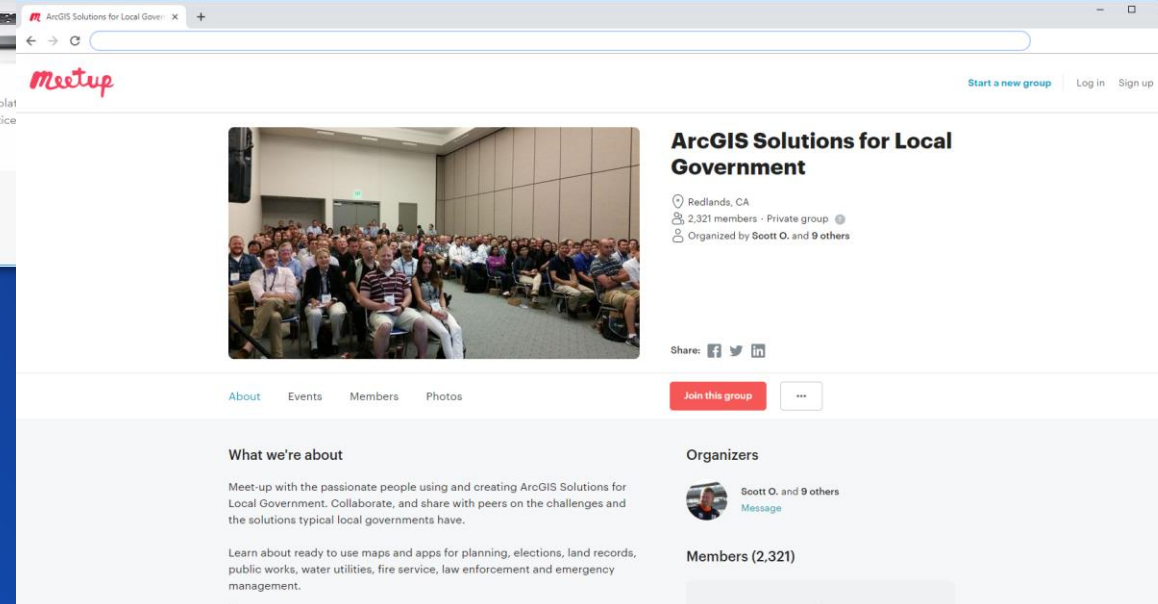 ArcGIS Solutions for Local Gover
meetup
Start a new group Log in Sign up
ArcGIS Solutions for Local
Government
Redlands, CA
2,321 members · Private group
Organized by Scott O. and 9 others
Share:
About Events Members Photos
Join this group
What we're about
Meet-up with the passionate people using and creating ArcGIS Solutions for
Local Government. Collaborate, and share with peers on the challenges and
the solutions typical local governments have.
Learn about ready to use maps and apps for planning, elections, land records,
public works, water utilities, fire service, law enforcement and emergency
management.
Organizers
Scott O. and 9 others
Message
Members (2,321)